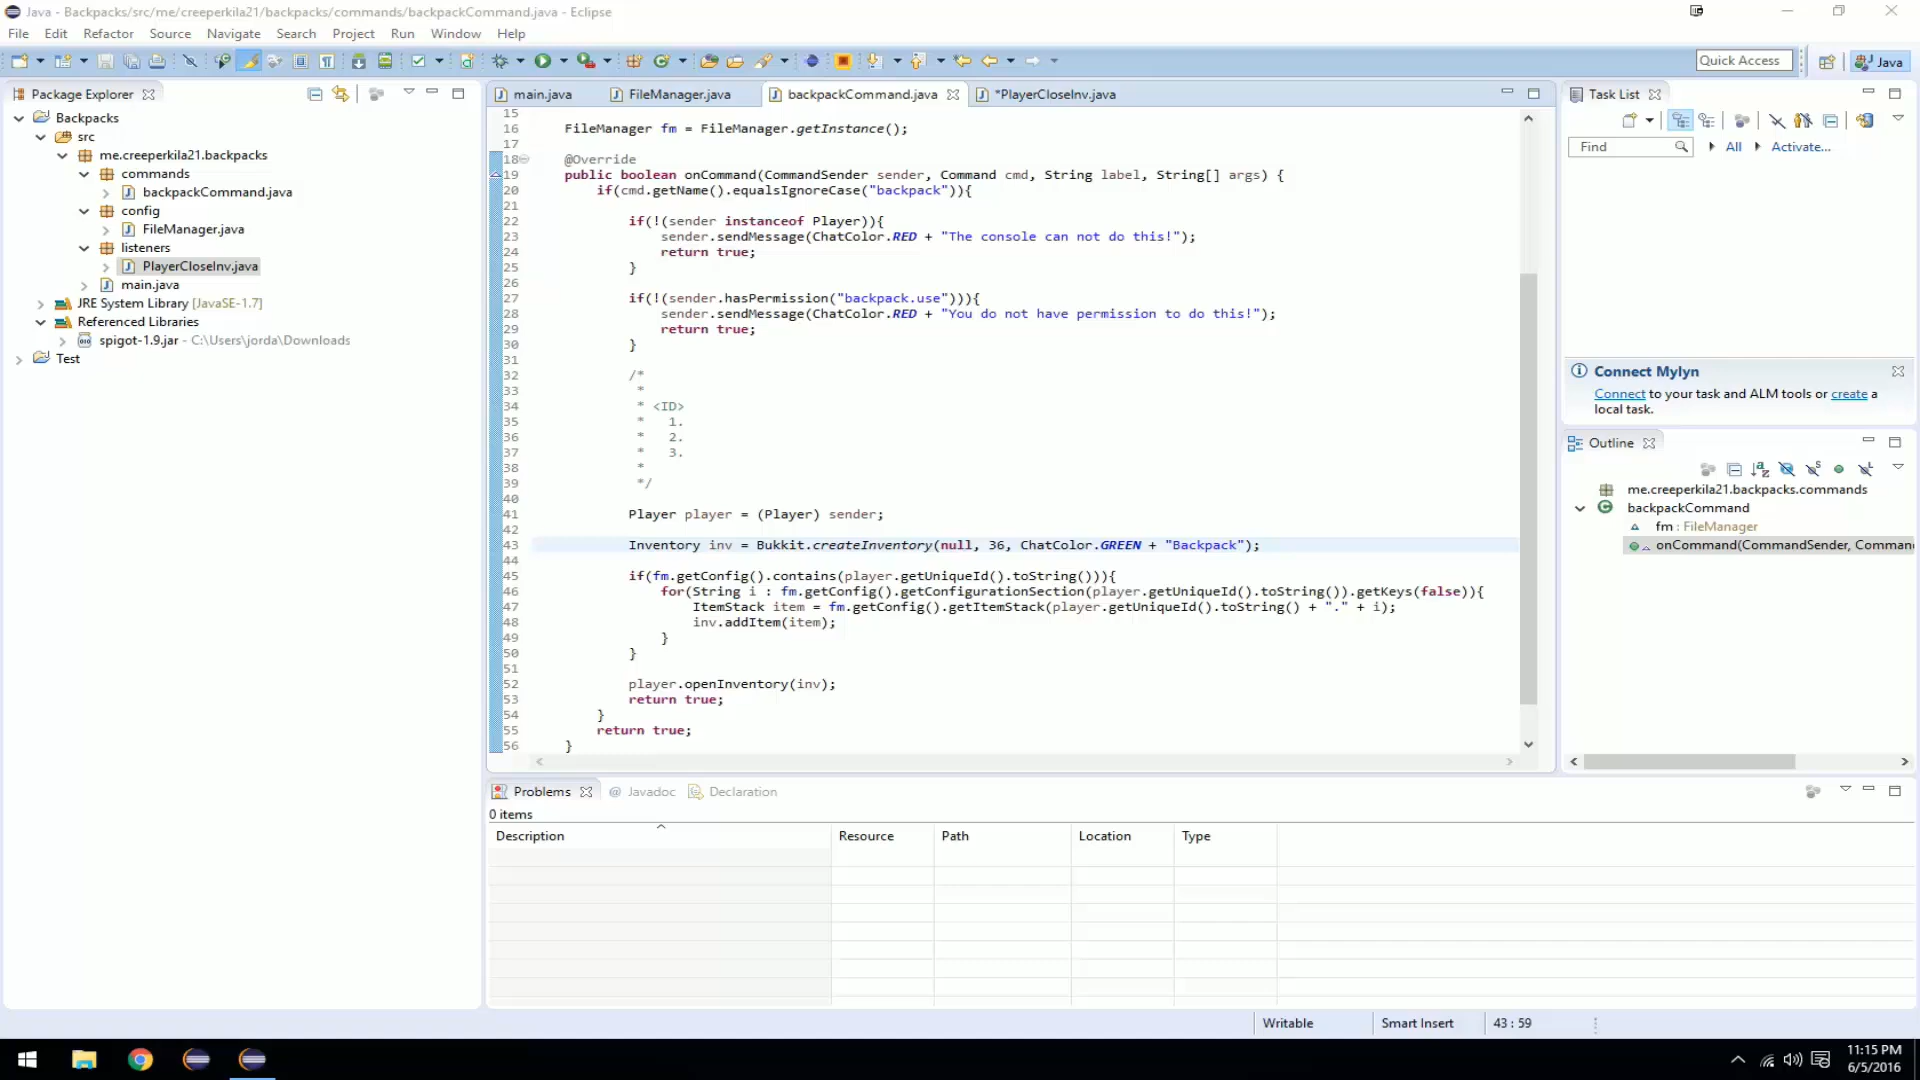 Java - Backpacks/src/me/creeperkila21/backpacks/commands/backpackCommand.java - Eclipse
File Edit Refactor Source Navigate Search Project Run Window Help
Quick Access
Java
Package Explorer
Backpacks
src
me.creeperkila21.backpacks
commands
backpackCommand.java
config
FileManager.java
listeners
PlayerCloseInv.java
main.java
JRE System Library [JavaSE-1.7]
Referenced Libraries
spigot-1.9.jar - C:\Users\jorda\Downloads
Test
main.java FileManager.java backpackCommand.java *PlayerCloseInv.java
15
16 FileManager fm = FileManager.getInstance();
17
18 @Override
19 public boolean onCommand(CommandSender sender, Command cmd, String label, String[] args) {
20 if(cmd.getName().equalsIgnoreCase("backpack")){
21
22 if(!(sender instanceof Player)){
23 sender.sendMessage(ChatColor.RED + "The console can not do this!");
24 return true;
25 }
26
27 if(!(sender.hasPermission("backpack.use"))){
28 sender.sendMessage(ChatColor.RED + "You do not have permission to do this!");
29 return true;
30 }
31
32 /*
33 *
34 * <ID>
35 * 1.
36 * 2.
37 * 3.
38 *
39 */
40
41 Player player = (Player) sender;
42
43 Inventory inv = Bukkit.createInventory(null, 36, ChatColor.GREEN + "Backpack");
44
45 if(fm.getConfig().contains(player.getUniqueId().toString())){
46 for(String i : fm.getConfig().getConfigurationSection(player.getUniqueId().toString()).getKeys(false)){
47 ItemStack item = fm.getConfig().getItemStack(player.getUniqueId().toString() + "." + i);
48 inv.addItem(item);
49 }
50 }
51
52 player.openInventory(inv);
53 return true;
54 }
55 return true;
56 }
Task List
Find All Activate...
Connect Mylyn
Connect to your task and ALM tools or create a
local task.
Outline
me.creeperkila21.backpacks.commands
backpackCommand
fm : FileManager
onCommand(CommandSender, Comman
Problems @ Javadoc Declaration
0 items
Description Resource Path Location Type
Writable Smart Insert 43 : 59
11:15 PM
6/5/2016